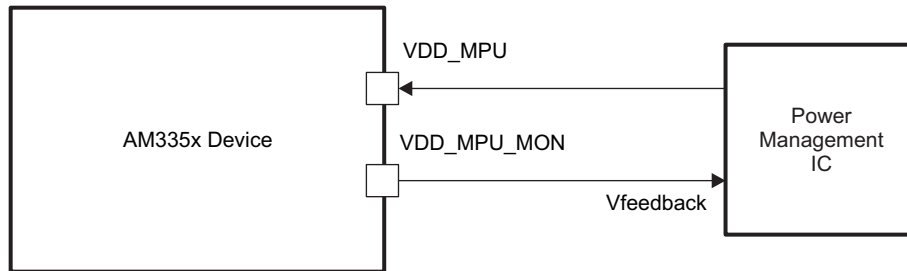 VDD_MPU
AM335x Device
VDD_MPU_MON
Vfeedback
Power
Management
IC